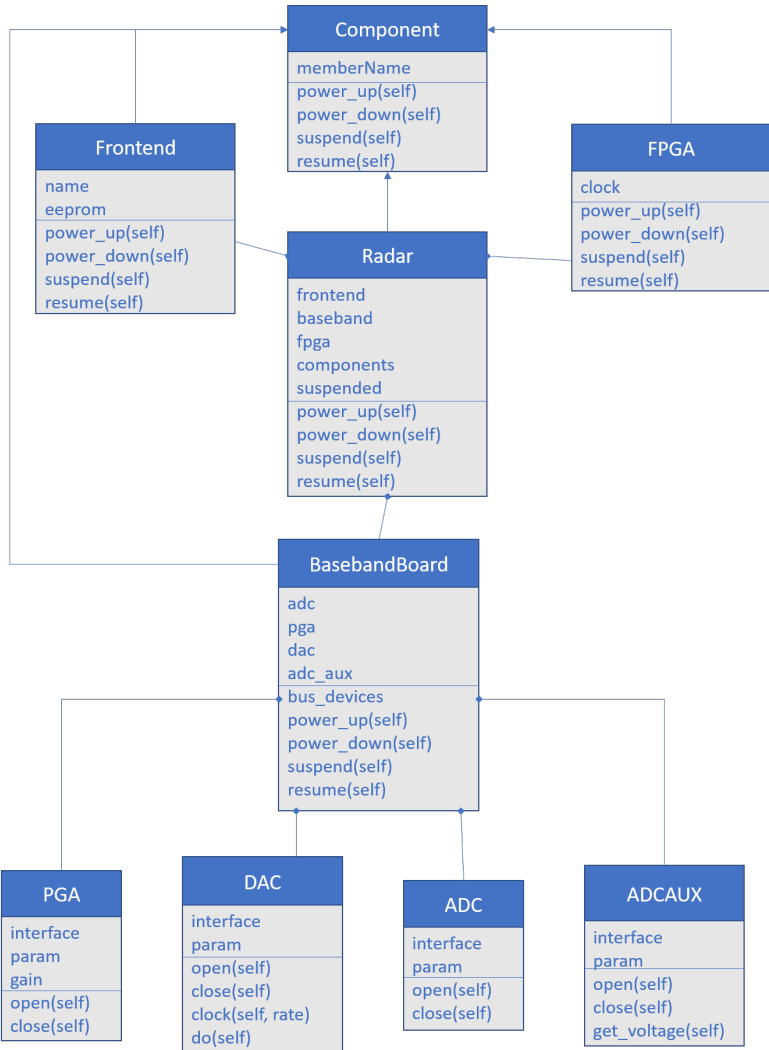 Component
memberName
power_up(self)
power_down(self)
suspend(self)
resume(self)
Frontend
name
eeprom
power_up(self)
power_down(self)
suspend(self)
resume(self)
FPGA
clock
power_up(self)
power_down(self)
suspend(self)
resume(self)
Radar
frontend
baseband
fpga
components
suspended
power_up(self)
power_down(self)
suspend(self)
resume(self)
BasebandBoard
adc
pga
dac
adc_aux
bus_devices
power_up(self)
power_down(self)
suspend(self)
resume(self)
PGA
interface
param
gain
open(self)
close(self)
DAC
interface
param
open(self)
close(self)
clock(self, rate)
do(self)
ADC
interface
param
open(self)
close(self)
ADCAUX
interface
param
open(self)
close(self)
get_voltage(self)